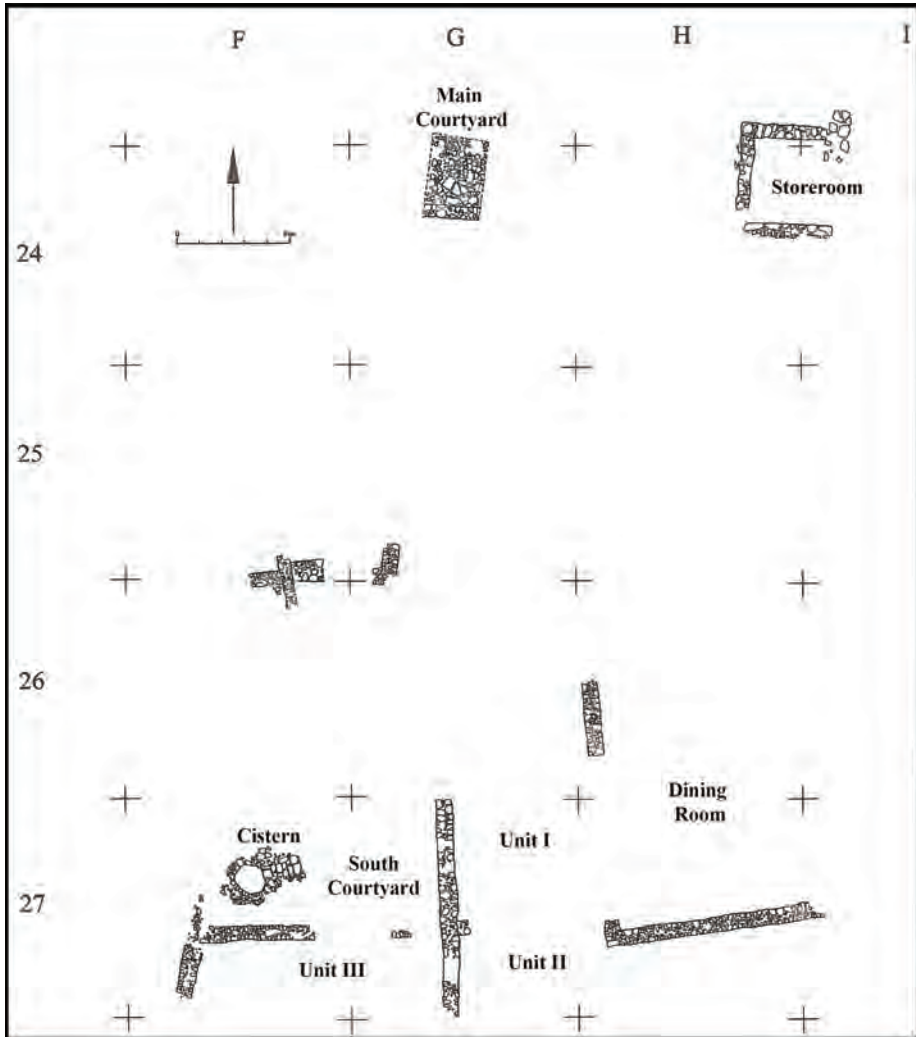 F G H I
Main
Courtyard
Storeroom
24
25
26
Dining
Room
Cistern
Unit I
South
Courtyard
27
Unit III
Unit II